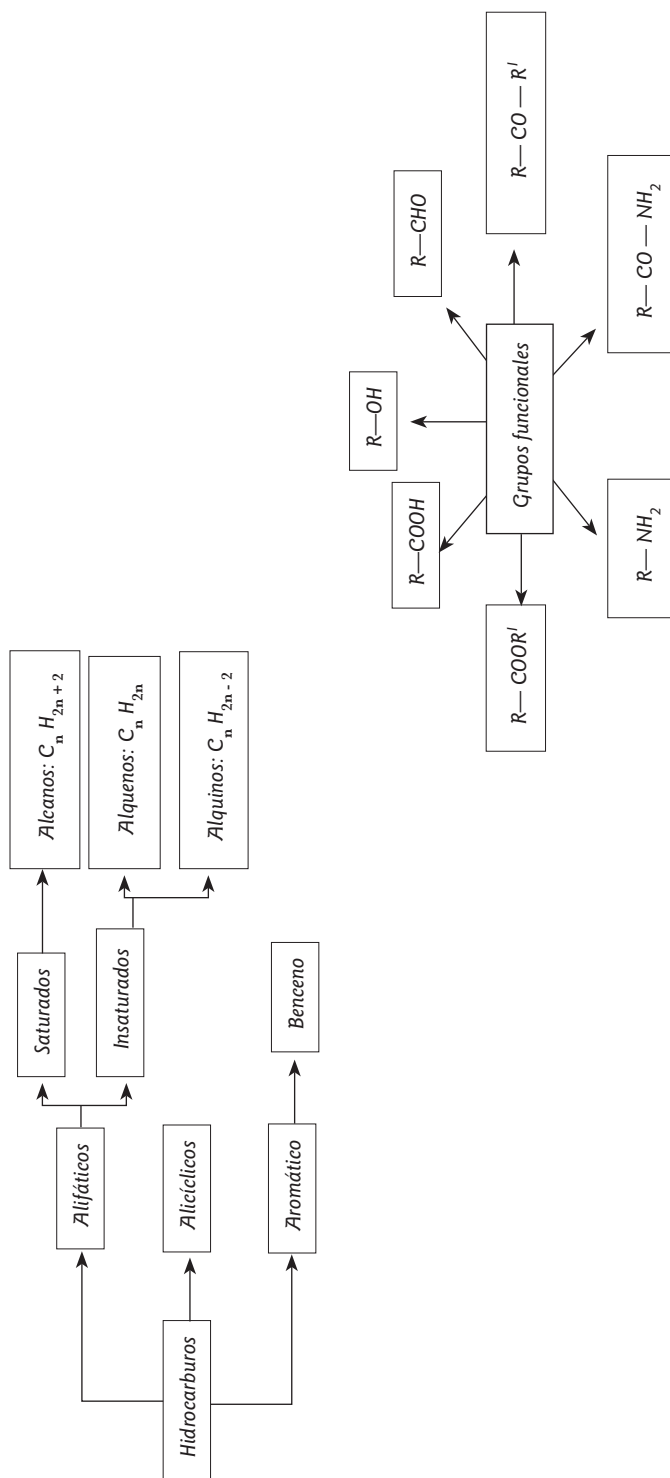 Hidrocarburos
Alifáticos
Alicíclicos
Aromático
Saturados
Insaturados
Benceno
Alcanos: CₙH₂ₙ₊₂
Alquenos: CₙH₂ₙ
Alquinos: CₙH₂ₙ₋₂
Grupos funcionales
R—COOR'
R—COOH
R—OH
R—CHO
R—CO—R'
R—CO—NH₂
R—NH₂